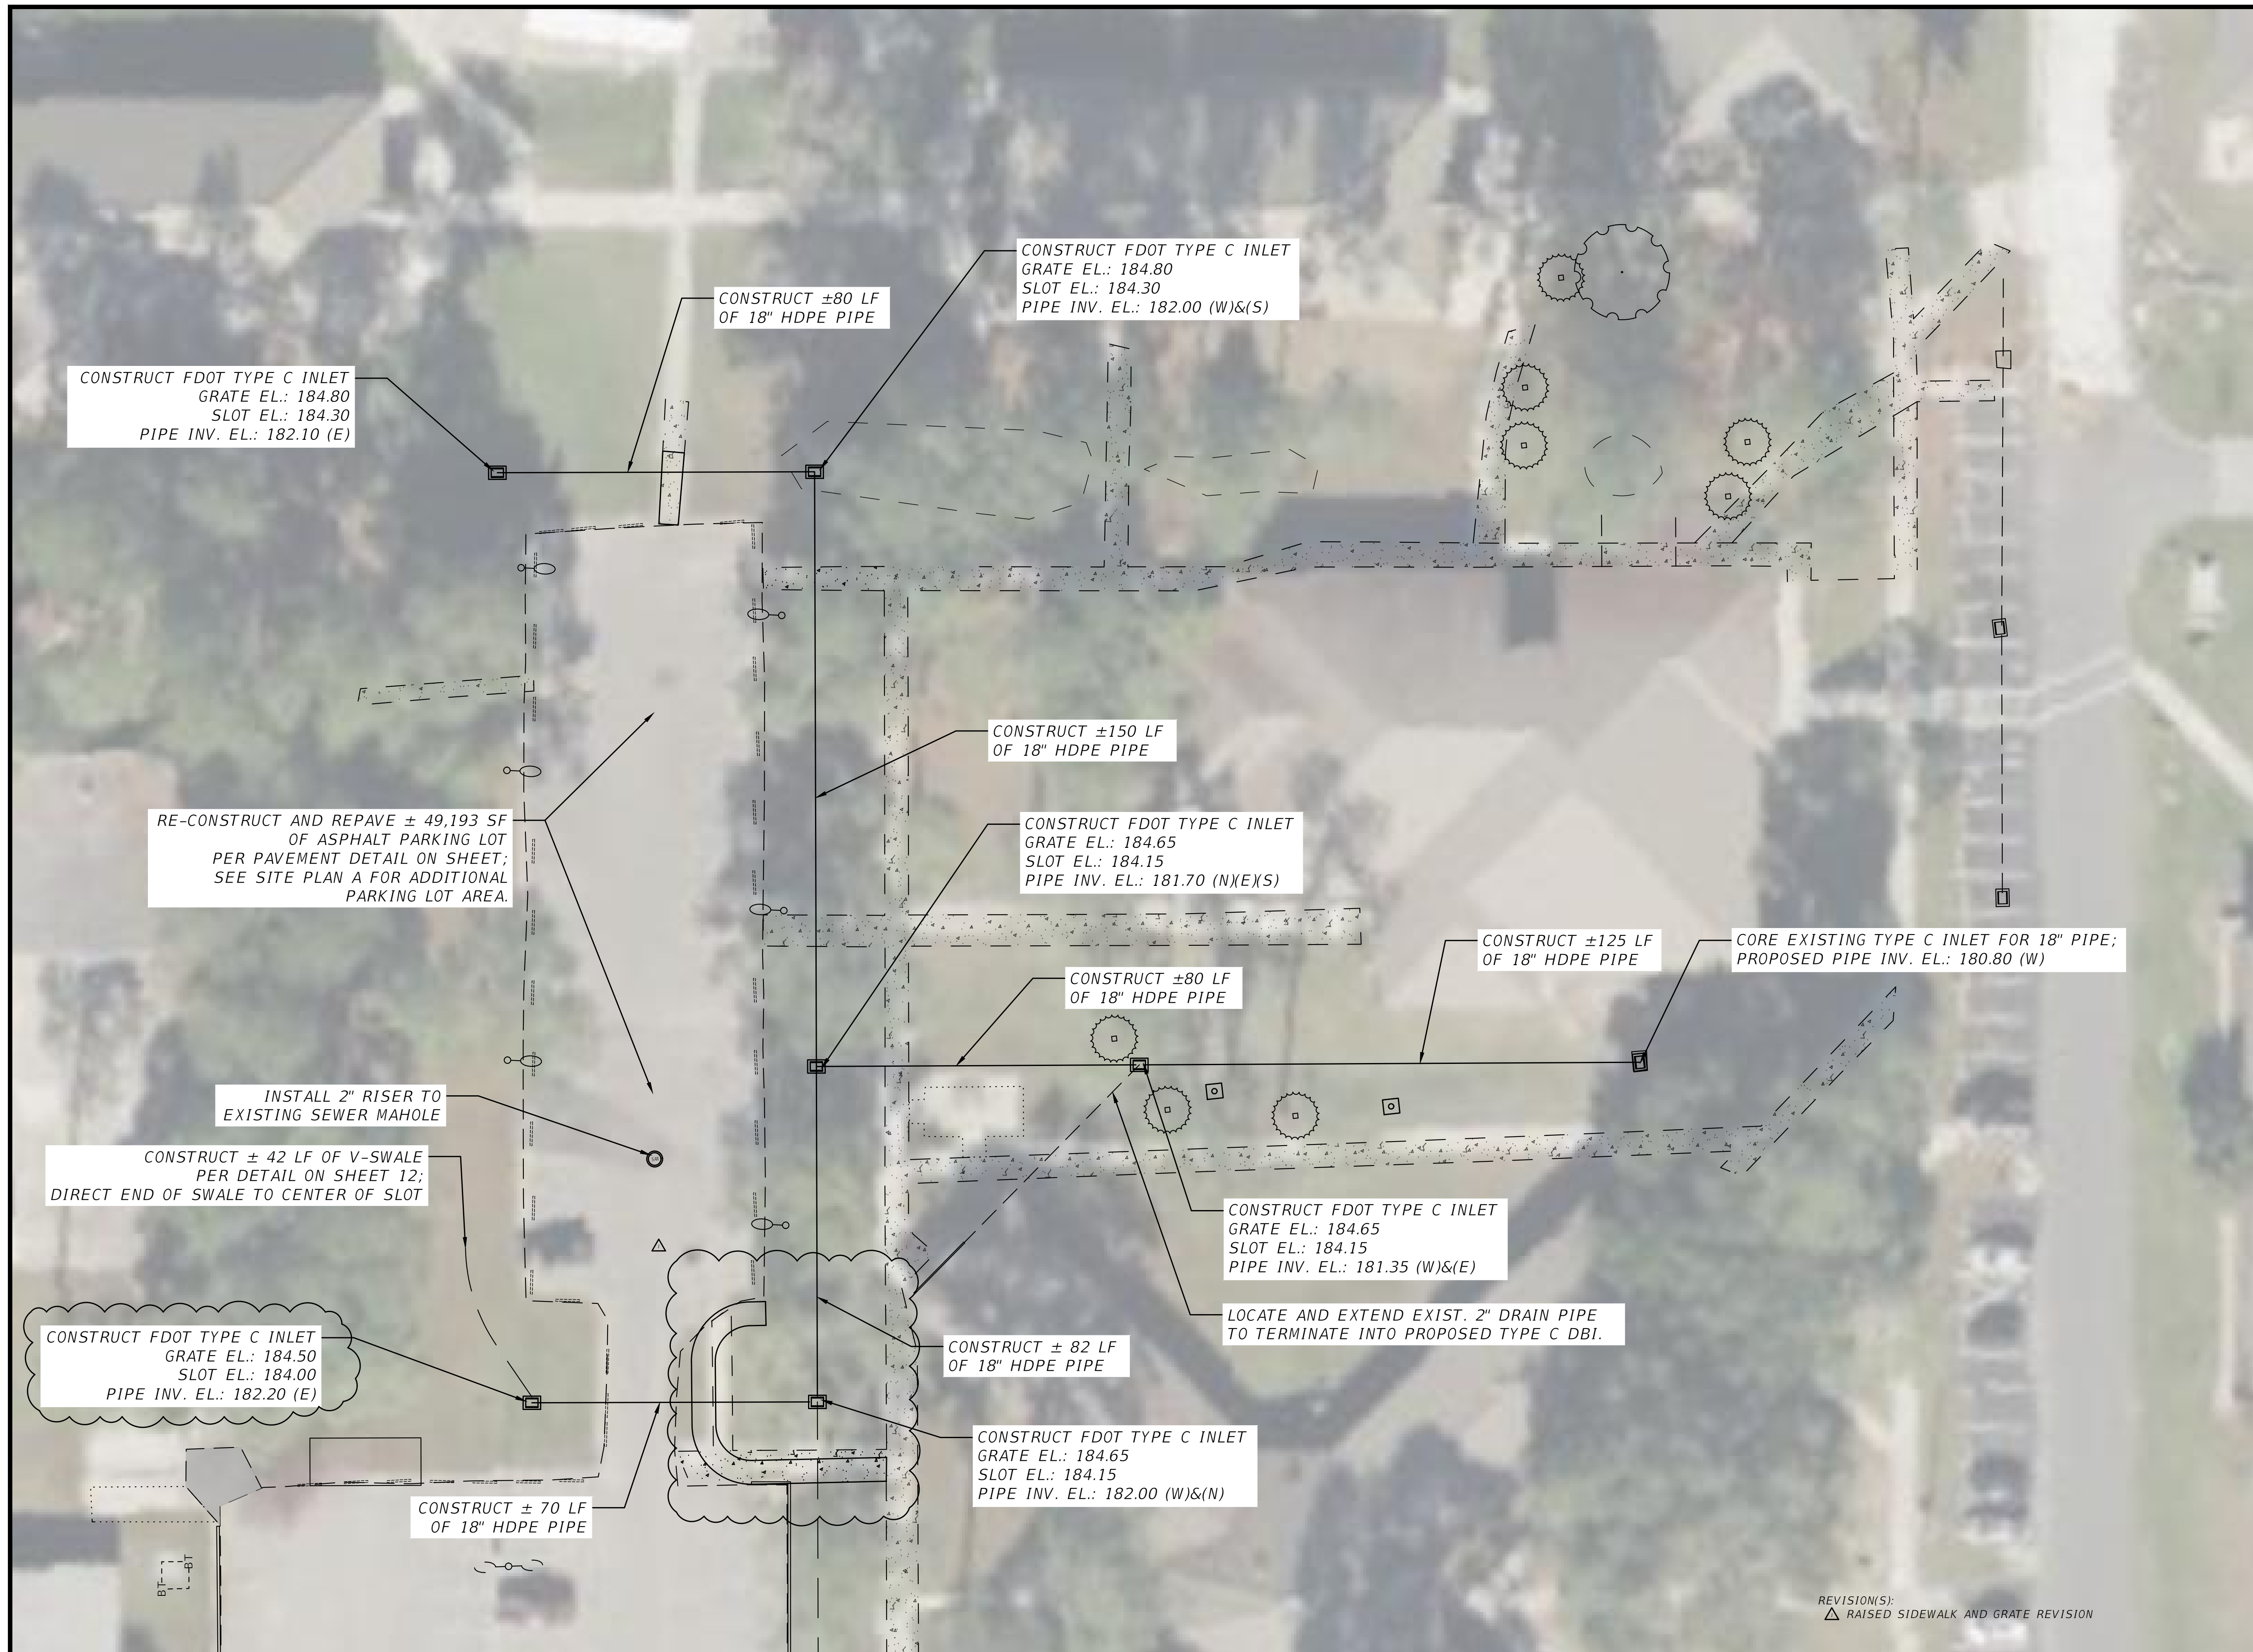 CONSTRUCT FDOT TYPE C INLET
GRATE EL.: 184.80
SLOT EL.: 184.30
PIPE INV. EL.: 182.00 (W)&(S)
CONSTRUCT ±80 LF
OF 18" HDPE PIPE
CONSTRUCT FDOT TYPE C INLET
GRATE EL.: 184.80
SLOT EL.: 184.30
PIPE INV. EL.: 182.10 (E)
CONSTRUCT ±150 LF
OF 18" HDPE PIPE
RE-CONSTRUCT AND REPAVE ± 49,193 SF
OF ASPHALT PARKING LOT
PER PAVEMENT DETAIL ON SHEET;
SEE SITE PLAN A FOR ADDITIONAL
PARKING LOT AREA.
CONSTRUCT FDOT TYPE C INLET
GRATE EL.: 184.65
SLOT EL.: 184.15
PIPE INV. EL.: 181.70 (N)(E)(S)
CONSTRUCT ±125 LF
OF 18" HDPE PIPE
CORE EXISTING TYPE C INLET FOR 18" PIPE;
PROPOSED PIPE INV. EL.: 180.80 (W)
CONSTRUCT ±80 LF
OF 18" HDPE PIPE
INSTALL 2" RISER TO
EXISTING SEWER MAHOLE
CONSTRUCT ± 42 LF OF V-SWALE
PER DETAIL ON SHEET 12;
DIRECT END OF SWALE TO CENTER OF SLOT
CONSTRUCT FDOT TYPE C INLET
GRATE EL.: 184.65
SLOT EL.: 184.15
PIPE INV. EL.: 181.35 (W)&(E)
LOCATE AND EXTEND EXIST. 2" DRAIN PIPE
TO TERMINATE INTO PROPOSED TYPE C DBI.
CONSTRUCT FDOT TYPE C INLET
GRATE EL.: 184.50
SLOT EL.: 184.00
PIPE INV. EL.: 182.20 (E)
CONSTRUCT ± 82 LF
OF 18" HDPE PIPE
CONSTRUCT FDOT TYPE C INLET
GRATE EL.: 184.65
SLOT EL.: 184.15
PIPE INV. EL.: 182.00 (W)&(N)
CONSTRUCT ± 70 LF
OF 18" HDPE PIPE
BT
BT
REVISION(S):
RAISED SIDEWALK AND GRATE REVISION